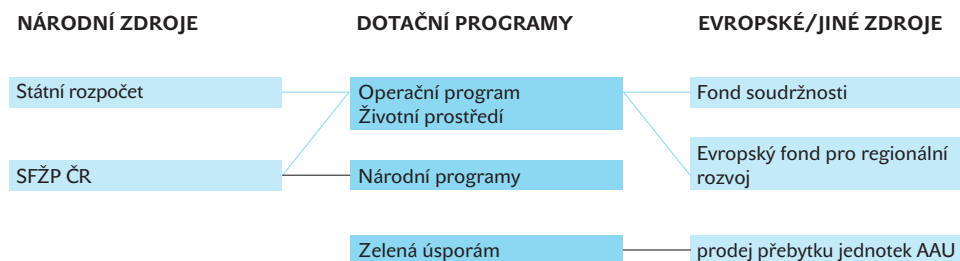 NÁRODNÍ ZDROJE
DOTAČNÍ PROGRAMY
EVROPSKÉ/JINÉ ZDROJE
Státní rozpočet
Operační program
Životní prostředí
Fond soudržnosti
SFŽP ČR
Národní programy
Evropský fond pro regionální
rozvoj
Zelená úsporám
prodej přebytku jednotek AAU